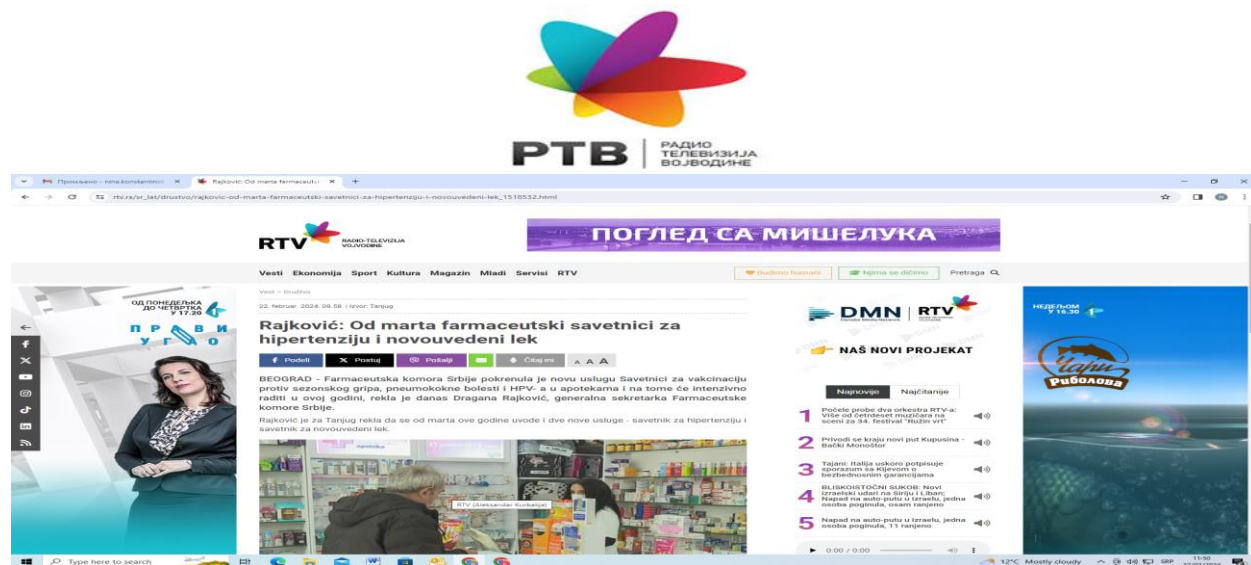 РТВ
РАДИО
ТЕЛЕВИЗИЈА
ВОЈВОДИНЕ
Rajković: Od marta farmaceutsl
rtv.rs/sr_lat/drustvo/rajkovic-od-marta-farmaceutski-savetnici-za-hipertenziju-i-novouvedeni-lek_1518532.html
RTV
RADIO-TELEVIZIJA
VOJVODINE
ПОГЛЕД СА МИШЕЛУКА
Vesti Ekonomija Sport Kultura Magazin Mladi Servisi RTV
Budimo humani
Njima se dičimo
Pretraga
Vesti > Društvo
22. februar 2024. 09.58 | Izvor: Tanjug
Rajković: Od marta farmaceutski savetnici za
hipertenziju i novouvedeni lek
Podeli
Postuj
Pošalji
Čitaj mi
A A A
BEOGRAD - Farmaceutska komora Srbije pokrenula je novu uslugu Savetnici za vakcinaciju
protiv sezonskog gripa, pneumokokne bolesti i HPV- a u apotekama i na tome će intenzivno
raditi u ovoj godini, rekla je danas Dragana Rajković, generalna sekretarka Farmaceutske
komore Srbije.
Rajković je za Tanjug rekla da se od marta ove godine uvode i dve nove usluge - savetnik za hipertenziju i
savetnik za novouvedeni lek.
RTV (Aleksandar Kurbalija)
ОД ПОНЕДЕЉКА
ДО ЧЕТВРТКА
У 17.20
ПРВИ
УГАО
DMN
RTV
NAŠ NOVI PROJEKAT
Najnovije
Najčitanije
1 Počele probe dva orkestra RTV-a:
Više od četrdeset muzičara na
sceni za 34. festival "Ružin vrt"
2 Privodi se kraju novi put Kupusina -
Bački Monoštor
3 Tajani: Italija uskoro potpisuje
sporazum sa Kijevom o
bezbednosnim garancijama
4 BLISKOISTOČNI SUKOB: Novi
izraelski udari na Siriju i Liban;
Napad na auto-putu u Izraelu, jedna
osoba poginula, osam ranjeno
5 Napad na auto-putu u Izraelu, jedna
osoba poginula, 11 ranjeno
0:00 / 0:00
НЕДЕЉОМ
У 16.30
Чари
Риболова
Type here to search
12°C Mostly cloudy
SRP
11:50